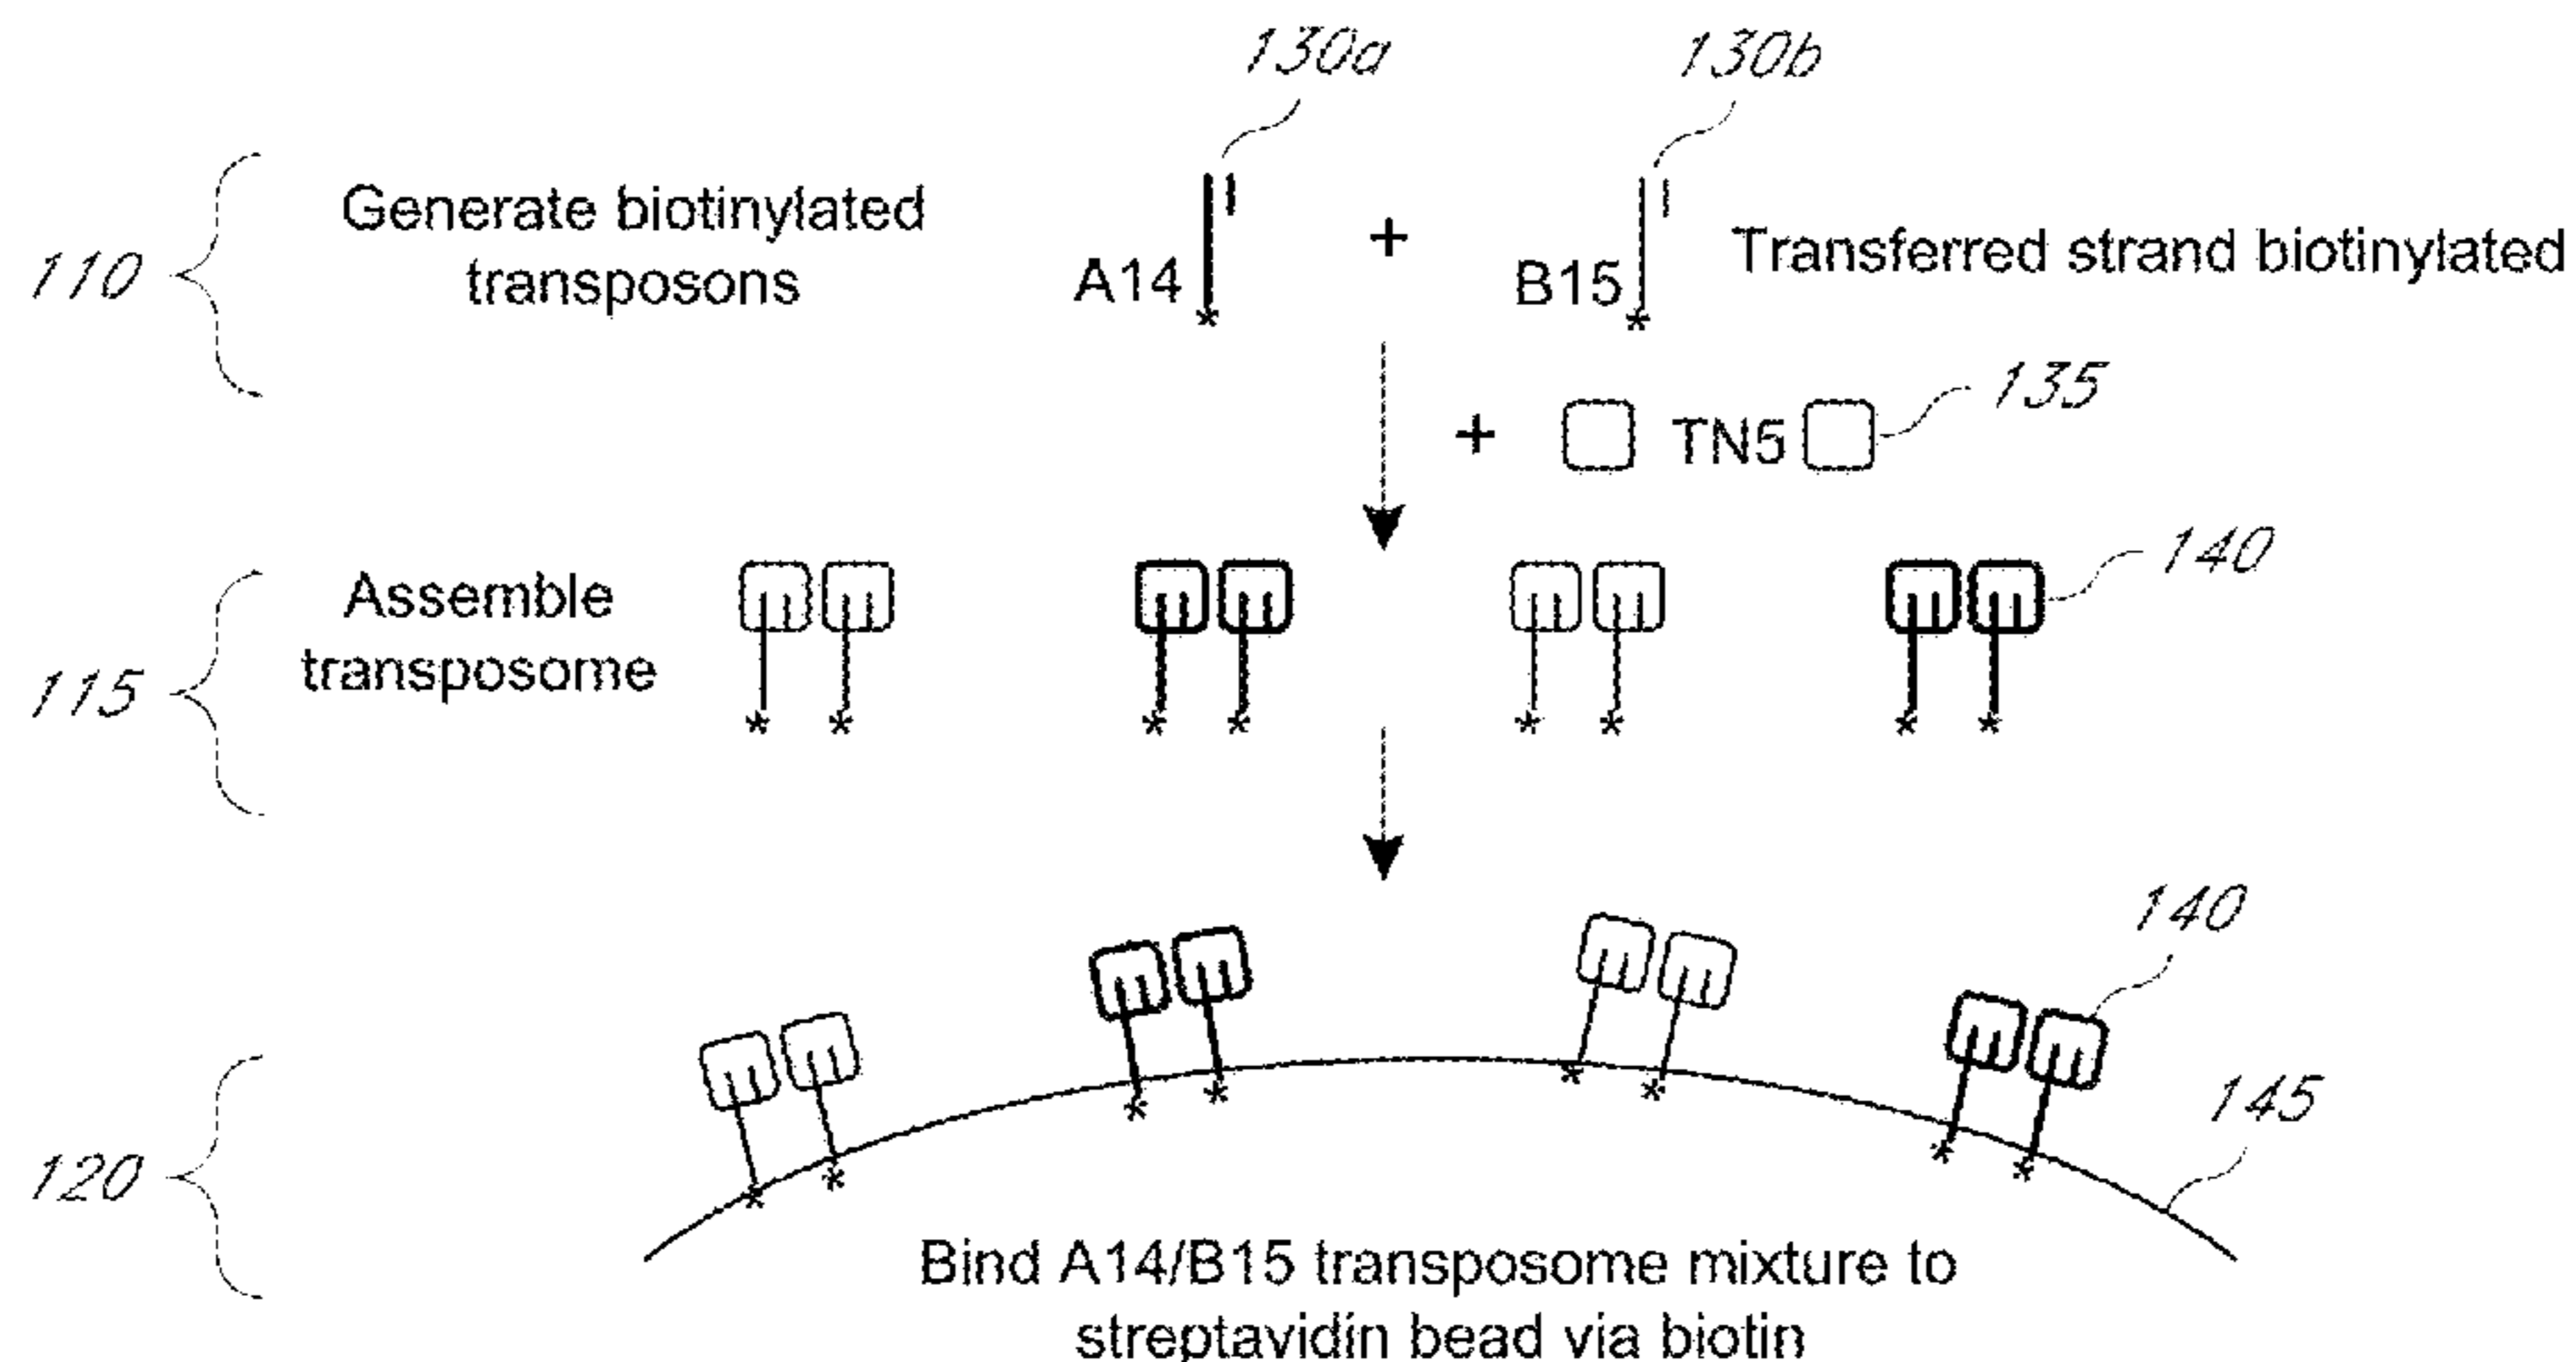 130a 130b
110 Generate biotinylated
transposons
A14 * + B15 * Transferred strand biotinylated
+ TN5 135
115 Assemble
transposome
140
* * * * * * * *
140
145
120
* * * * * * * *
Bind A14/B15 transposome mixture to
streptavidin bead via biotin